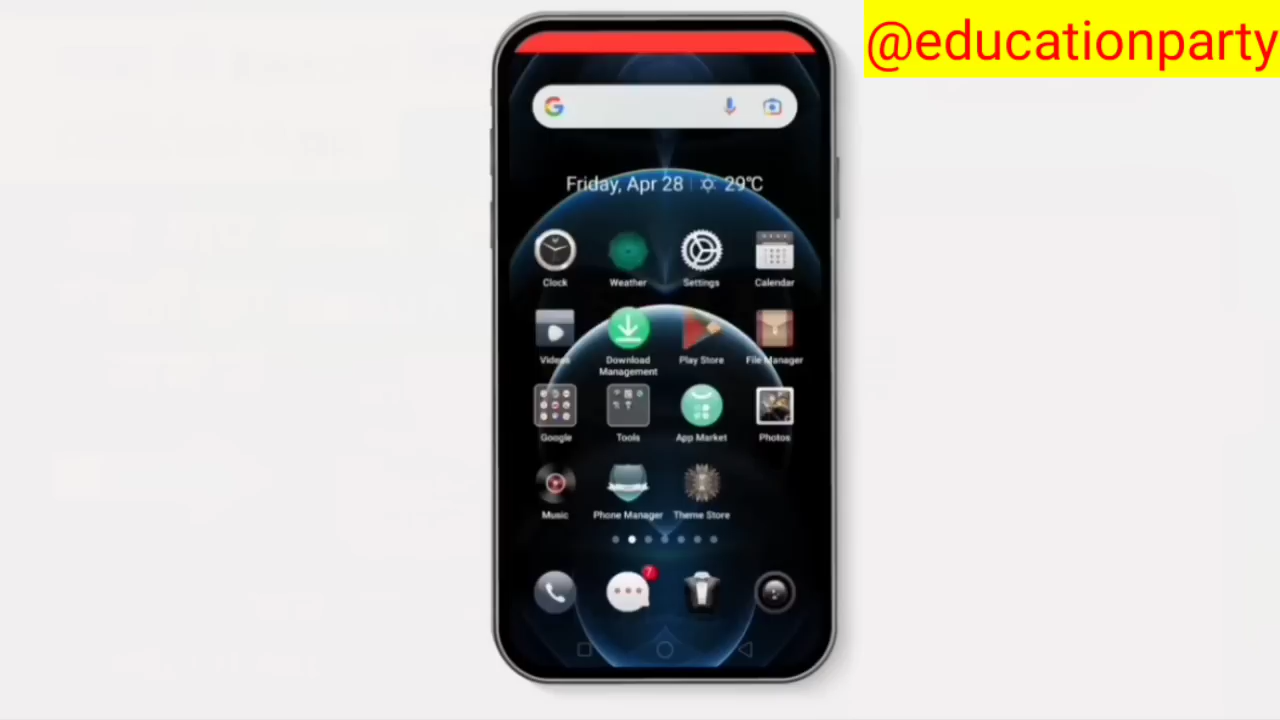 @educationparty
Friday, Apr 28 29°C
Clock Weather Settings Calendar
Videos Download Management Play Store File Manager
Google Tools App Market Photos
Music Phone Manager Theme Store
7